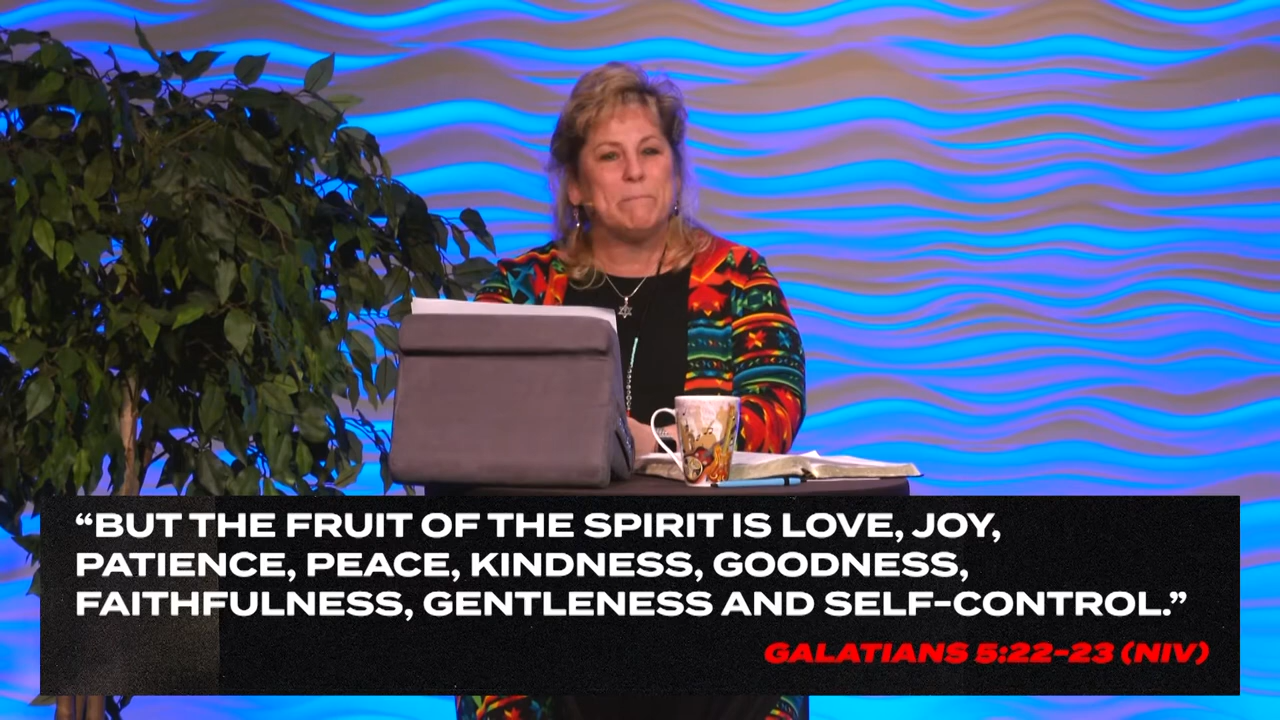 “BUT THE FRUIT OF THE SPIRIT IS LOVE, JOY,
PATIENCE, PEACE, KINDNESS, GOODNESS,
FAITHFULNESS, GENTLENESS AND SELF-CONTROL.”
GALATIANS 5:22-23 (NIV)